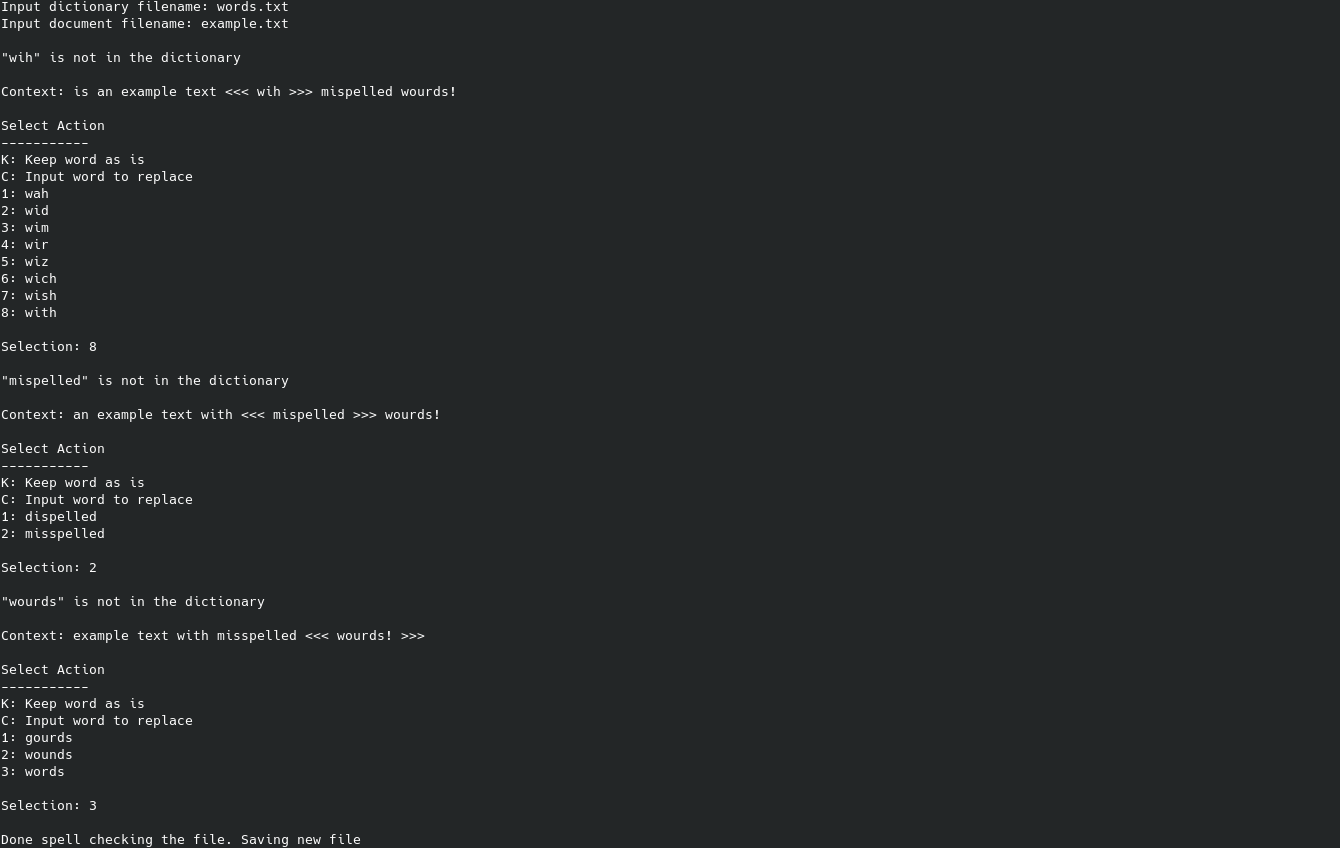 Input dictionary filename: words.txt
Input document filename: example.txt
"wih" is not in the dictionary
Context: is an example text <<< wih >>> mispelled wourds!
Select Action
-----------
K: Keep word as is
C: Input word to replace
1: wah
2: wid
3: wim
4: wir
5: wiz
6: wich
7: wish
8: with
Selection: 8
"mispelled" is not in the dictionary
Context: an example text with <<< mispelled >>> wourds!
Select Action
-----------
K: Keep word as is
C: Input word to replace
1: dispelled
2: misspelled
Selection: 2
"wourds" is not in the dictionary
Context: example text with misspelled <<< wourds! >>>
Select Action
-----------
K: Keep word as is
C: Input word to replace
1: gourds
2: wounds
3: words
Selection: 3
Done spell checking the file. Saving new file